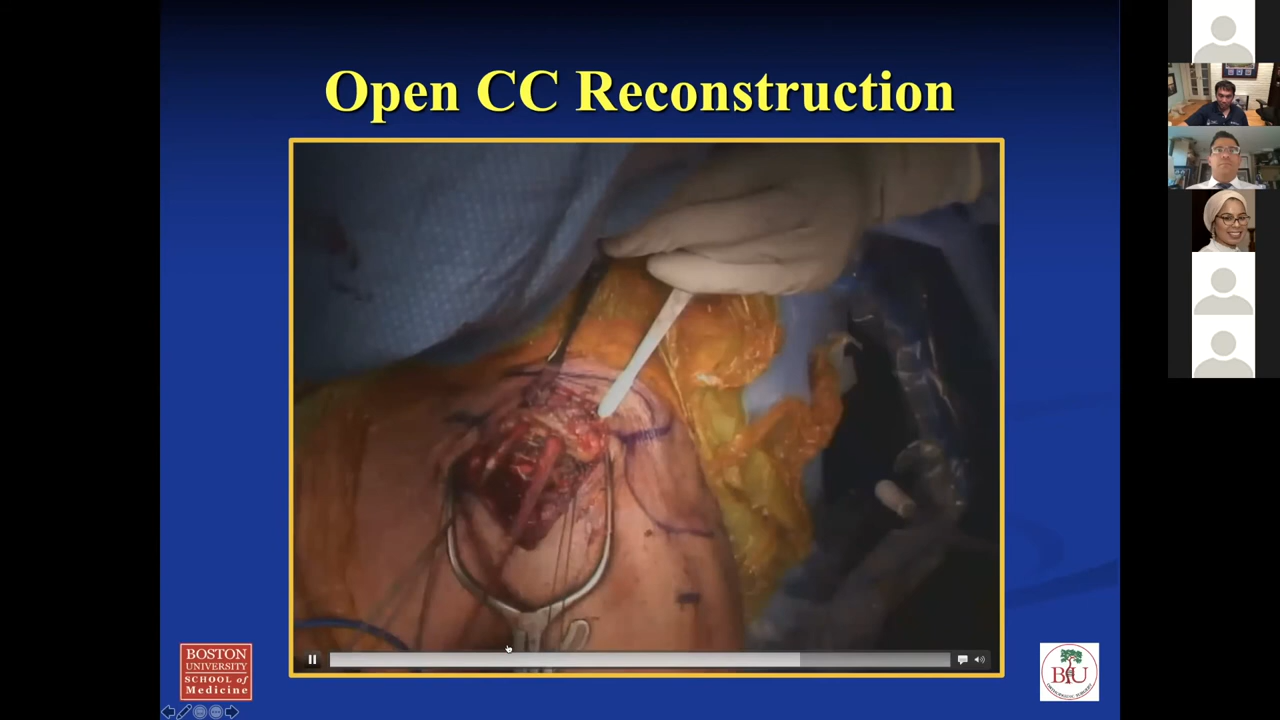 Open CC Reconstruction
BOSTON
UNIVERSITY
SCHOOL of
Medicine